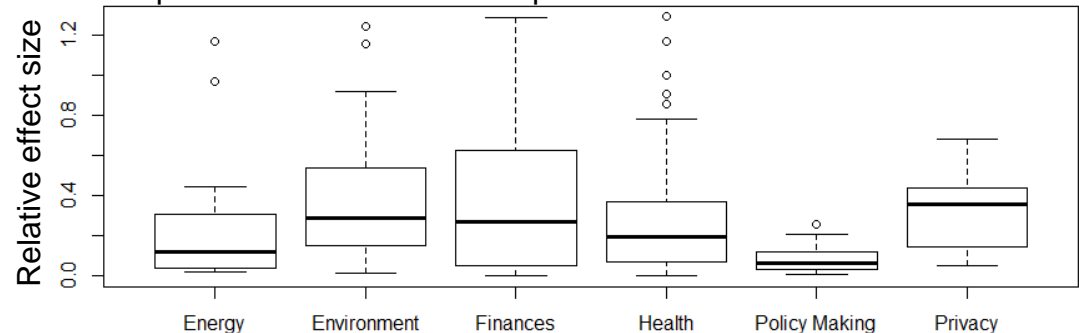 Relative effect size
1.2
0.8
0.4
0.0
Energy Environment Finances Health Policy Making Privacy